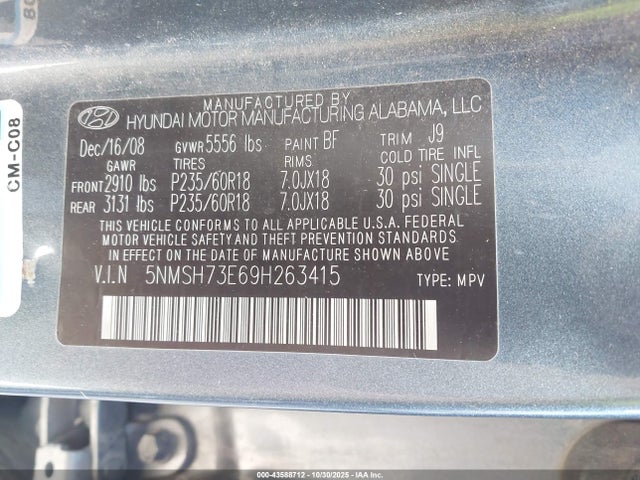 MANUFACTURED BY
HYUNDAI MOTOR MANUFACTURING ALABAMA, LLC
Dec/16/08 GVWR 5556 lbs PAINT BF TRIM J9
GAWR TIRES RIMS COLD TIRE INFL
FRONT 2910 lbs P235/60R18 7.0JX18 30 psi SINGLE
REAR 3131 lbs P235/60R18 7.0JX18 30 psi SINGLE
THIS VEHICLE CONFORMS TO ALL APPLICABLE U.S.A. FEDERAL
MOTOR VEHICLE SAFETY, BUMPER, AND THEFT PREVENTION STANDARDS
IN EFFECT ON THE DATE OF MANUFACTURE SHOWN ABOVE.
V.I.N 5NMSH73E69H263415 TYPE: MPV
CM-C08
000-43588712 - 10/30/2025 - IAAI.COM